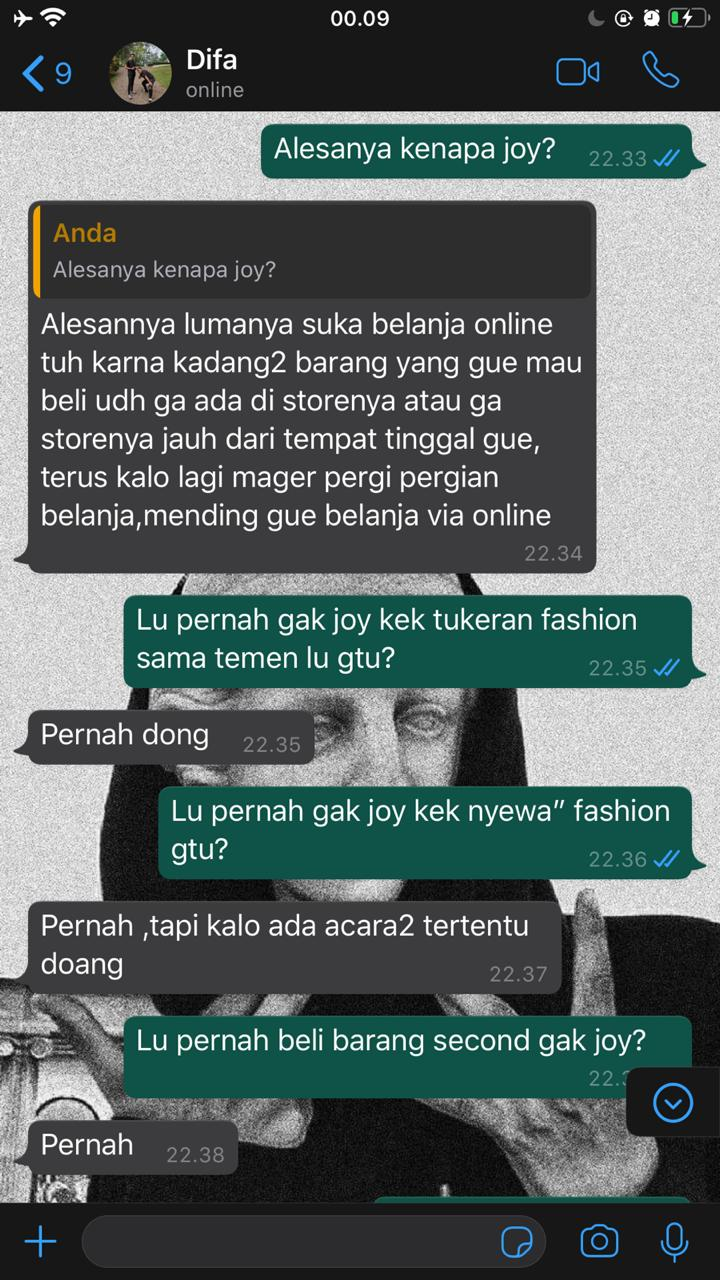 00.09
9
Difa
online
Alesanya kenapa joy?
22.33
Anda
Alesanya kenapa joy?
Alesannya lumanya suka belanja online
tuh karna kadang2 barang yang gue mau
beli udh ga ada di storenya atau ga
storenya jauh dari tempat tinggal gue,
terus kalo lagi mager pergi pergian
belanja,mending gue belanja via online
22.34
Lu pernah gak joy kek tukeran fashion
sama temen lu gtu?
22.35
Pernah dong
22.35
Lu pernah gak joy kek nyewa” fashion
gtu?
22.36
Pernah ,tapi kalo ada acara2 tertentu
doang
22.37
Lu pernah beli barang second gak joy?
Pernah
22.38